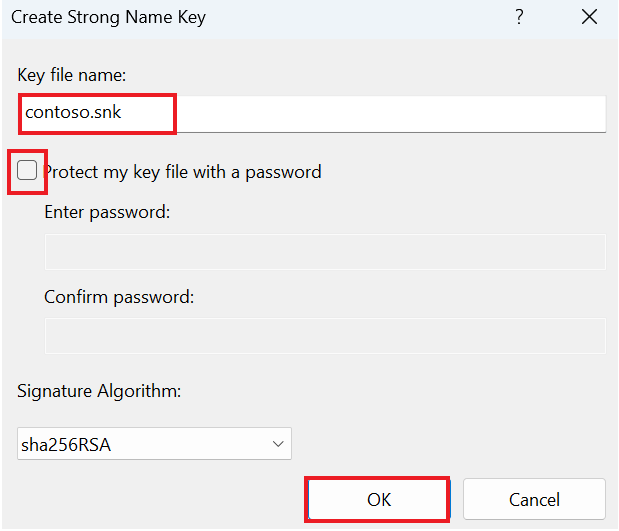 Create Strong Name Key
?
Key file name:
contoso.snk
Protect my key file with a password
Enter password:
Confirm password:
Signature Algorithm:
sha256RSA
OK Cancel